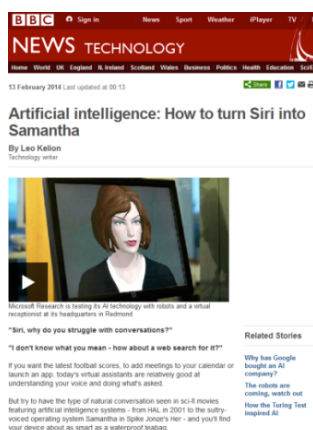 BBC Sign in News Sport Weather iPlayer TV
NEWS TECHNOLOGY
Home World UK England N. Ireland Scotland Wales Business Politics Health Education
13 February 2014 Last updated at 00:13
Share
Artificial intelligence: How to turn Siri into
Samantha
By Leo Kelion
Technology writer
Microsoft Research is testing its AI technology with robots and a virtual
receptionist at its headquarters in Redmond
"Siri, why do you struggle with conversations?"
"I don't know what you mean - how about a web search for it?"
If you want the latest football scores, to add meetings to your calendar or
launch an app, today's virtual assistants are relatively good at
understanding your voice and doing what's asked.
But try to have the type of natural conversation seen in sci-fi movies
featuring artificial intelligence systems - from HAL in 2001 to the sultry-
voiced operating system Samantha in Spike Jonze's Her - and you'll find
your device about as smart as a waterproof teabag
Related Stories
Why has Google
bought an AI
company?
The robots are
coming, watch out
How the Turing Test
inspired AI